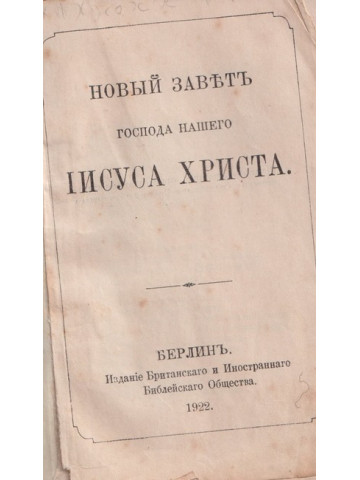 НОВЫЙ ЗАВѢТЪ
ГОСПОДА НАШЕГО
ІИСУСА ХРИСТА.
БЕРЛИНЪ.
Изданіе Британскаго и Иностраннаго
Библейскаго Общества.
1922.